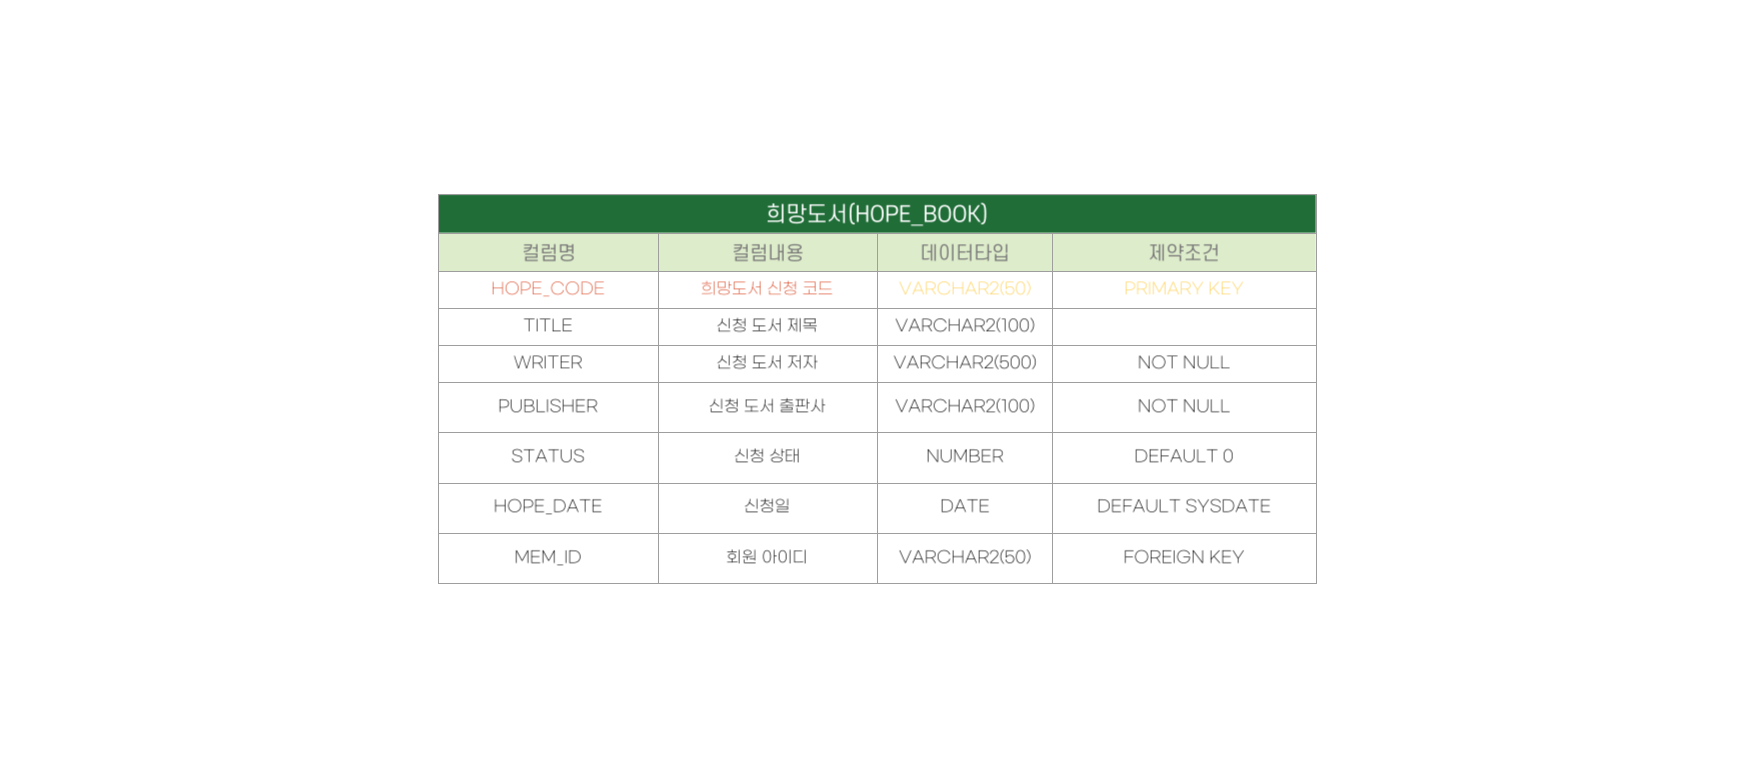 희망도서(HOPE_BOOK)
컬럼명 컬럼내용 데이터타입 제약조건
HOPE_CODE 희망도서 신청 코드 VARCHAR2(50) PRIMARY KEY
TITLE 신청 도서 제목 VARCHAR2(100)
WRITER 신청 도서 저자 VARCHAR2(500) NOT NULL
PUBLISHER 신청 도서 출판사 VARCHAR2(100) NOT NULL
STATUS 신청 상태 NUMBER DEFAULT 0
HOPE_DATE 신청일 DATE DEFAULT SYSDATE
MEM_ID 회원 아이디 VARCHAR2(50) FOREIGN KEY